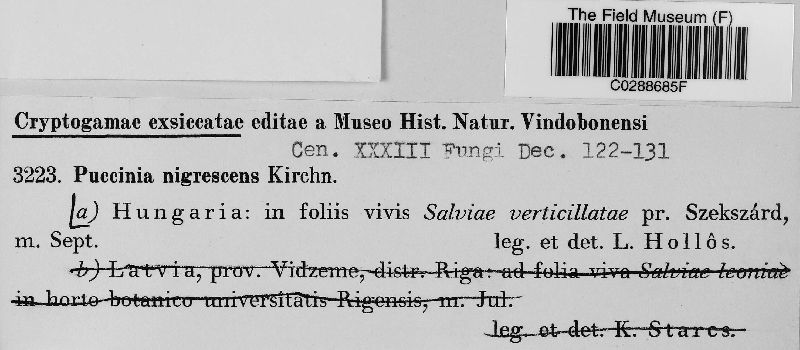 The Field Museum (F)
C0288685F
Cryptogamae exsiccatae editae a Museo Hist. Natur. Vindobonensi
Cen. XXXIII Fungi Dec. 122-131
3223. Puccinia nigrescens Kirchn.
[a) Hungaria: in foliis vivis Salviae verticillatae pr. Szekszárd,
m. Sept. leg. et det. L. Hollôs.
b) Latvia, prov. Vidzeme, distr. Riga: ad folia viva Salviae leoniae
in horto botanico universitatis Rigensis, m. Jul.
leg. et det. K. Starcs.